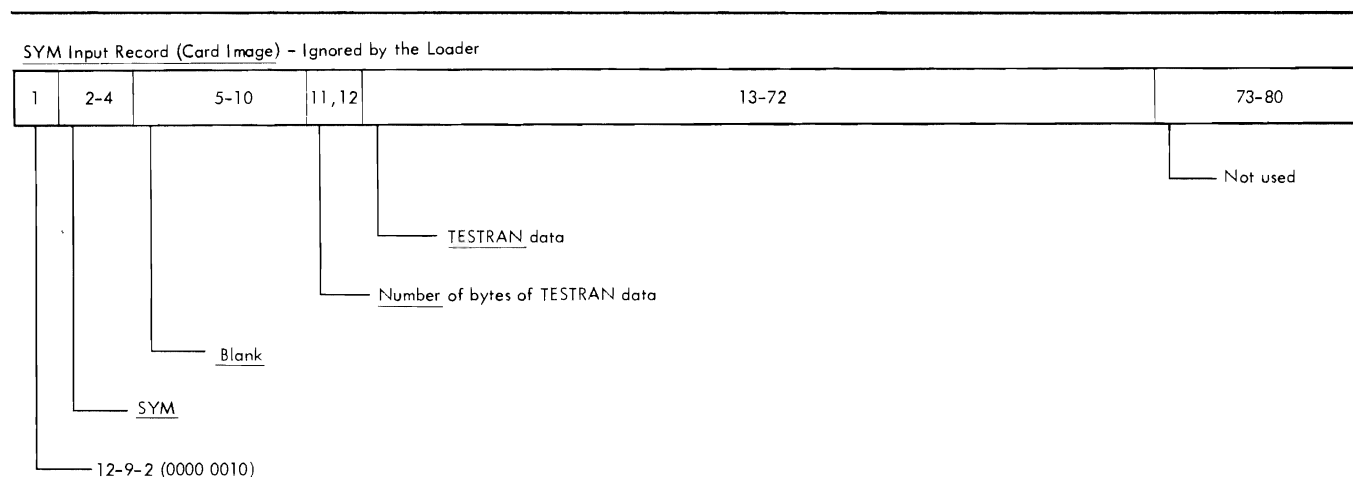 SYM Input Record (Card Image) - Ignored by the Loader
1 2-4 5-10 11,12 13-72 73-80
Not used
TESTRAN data
Number of bytes of TESTRAN data
Blank
SYM
12-9-2 (0000 0010)